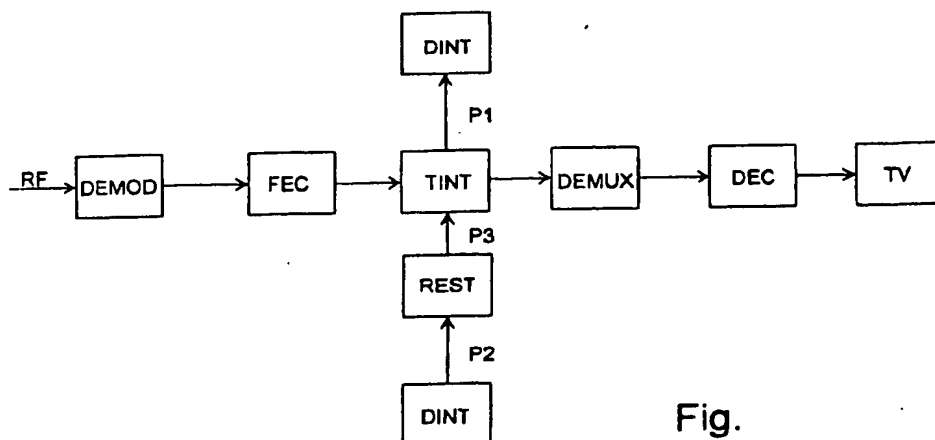 DINT
P1
RF
DEMOD
FEC
TINT
DEMUX
DEC
TV
P3
REST
P2
DINT
Fig.